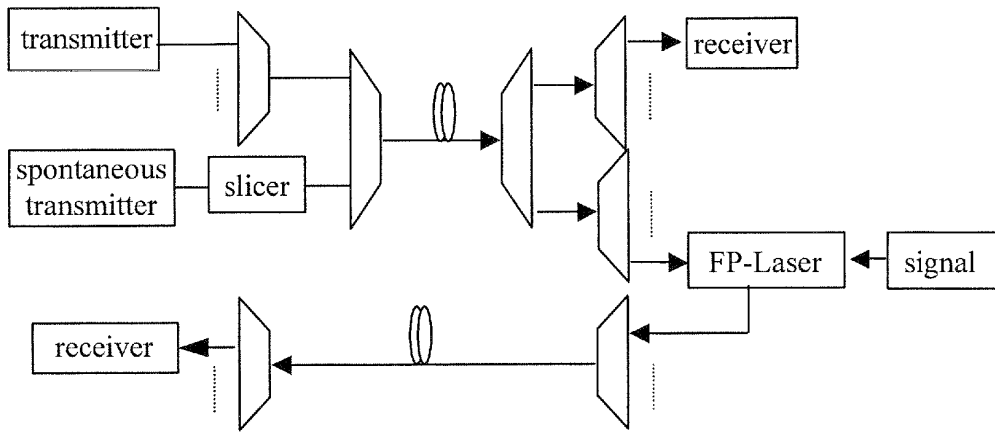 transmitter
receiver
spontaneous
transmitter
slicer
FP-Laser
signal
receiver